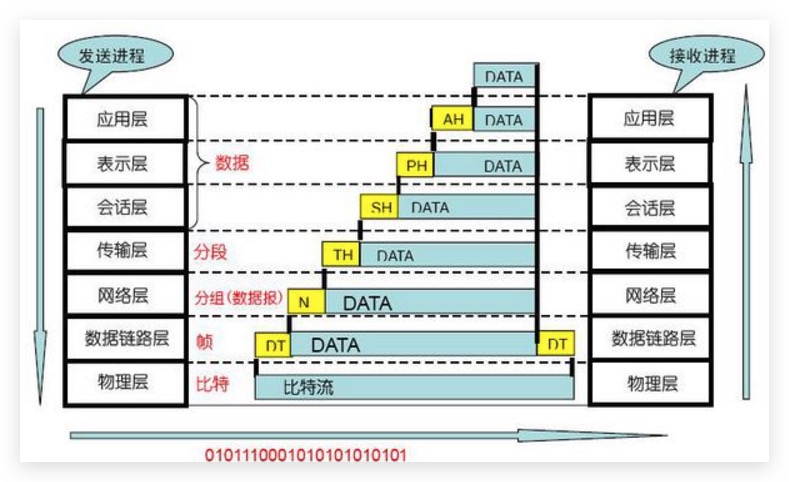 发送进程
接收进程
DATA
应用层
AH
DATA
应用层
表示层
数据
PH
DATA
表示层
会话层
SH
DATA
会话层
传输层
分段
TH
DATA
传输层
网络层
分组(数据报)
N
DATA
网络层
数据链路层
帧
DT
DATA
DT
数据链路层
物理层
比特
比特流
物理层
0101110001010101010101